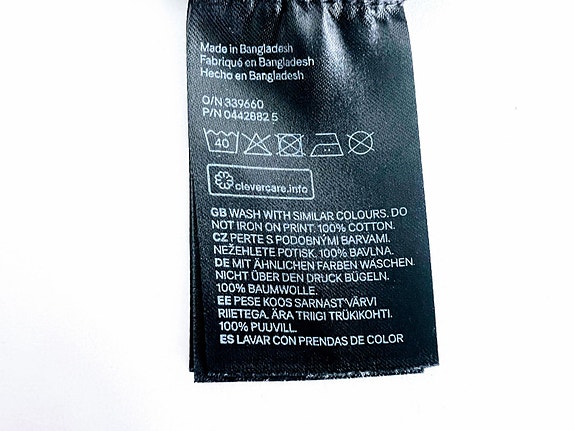 Made in Bangladesh
Fabriqué en Bangladesh
Hecho en Bangladesh
O/N 339660
P/N 0442882 5
40
clevercare.info
GB WASH WITH SIMILAR COLOURS. DO
NOT IRON ON PRINT. 100% COTTON.
CZ PERTE S PODOBNÝMI BARVAMI.
NEŽEHLETE POTISK. 100% BAVLNA.
DE MIT ÄHNLICHEN FARBEN WASCHEN.
NICHT ÜBER DEN DRUCK BÜGELN.
100% BAUMWOLLE.
EE PESE KOOS SARNAST VÄRVI
RIIETEGA. ÄRA TRIIGI TRÜKIKOHTI.
100% PUUVILL.
ES LAVAR CON PRENDAS DE COLOR